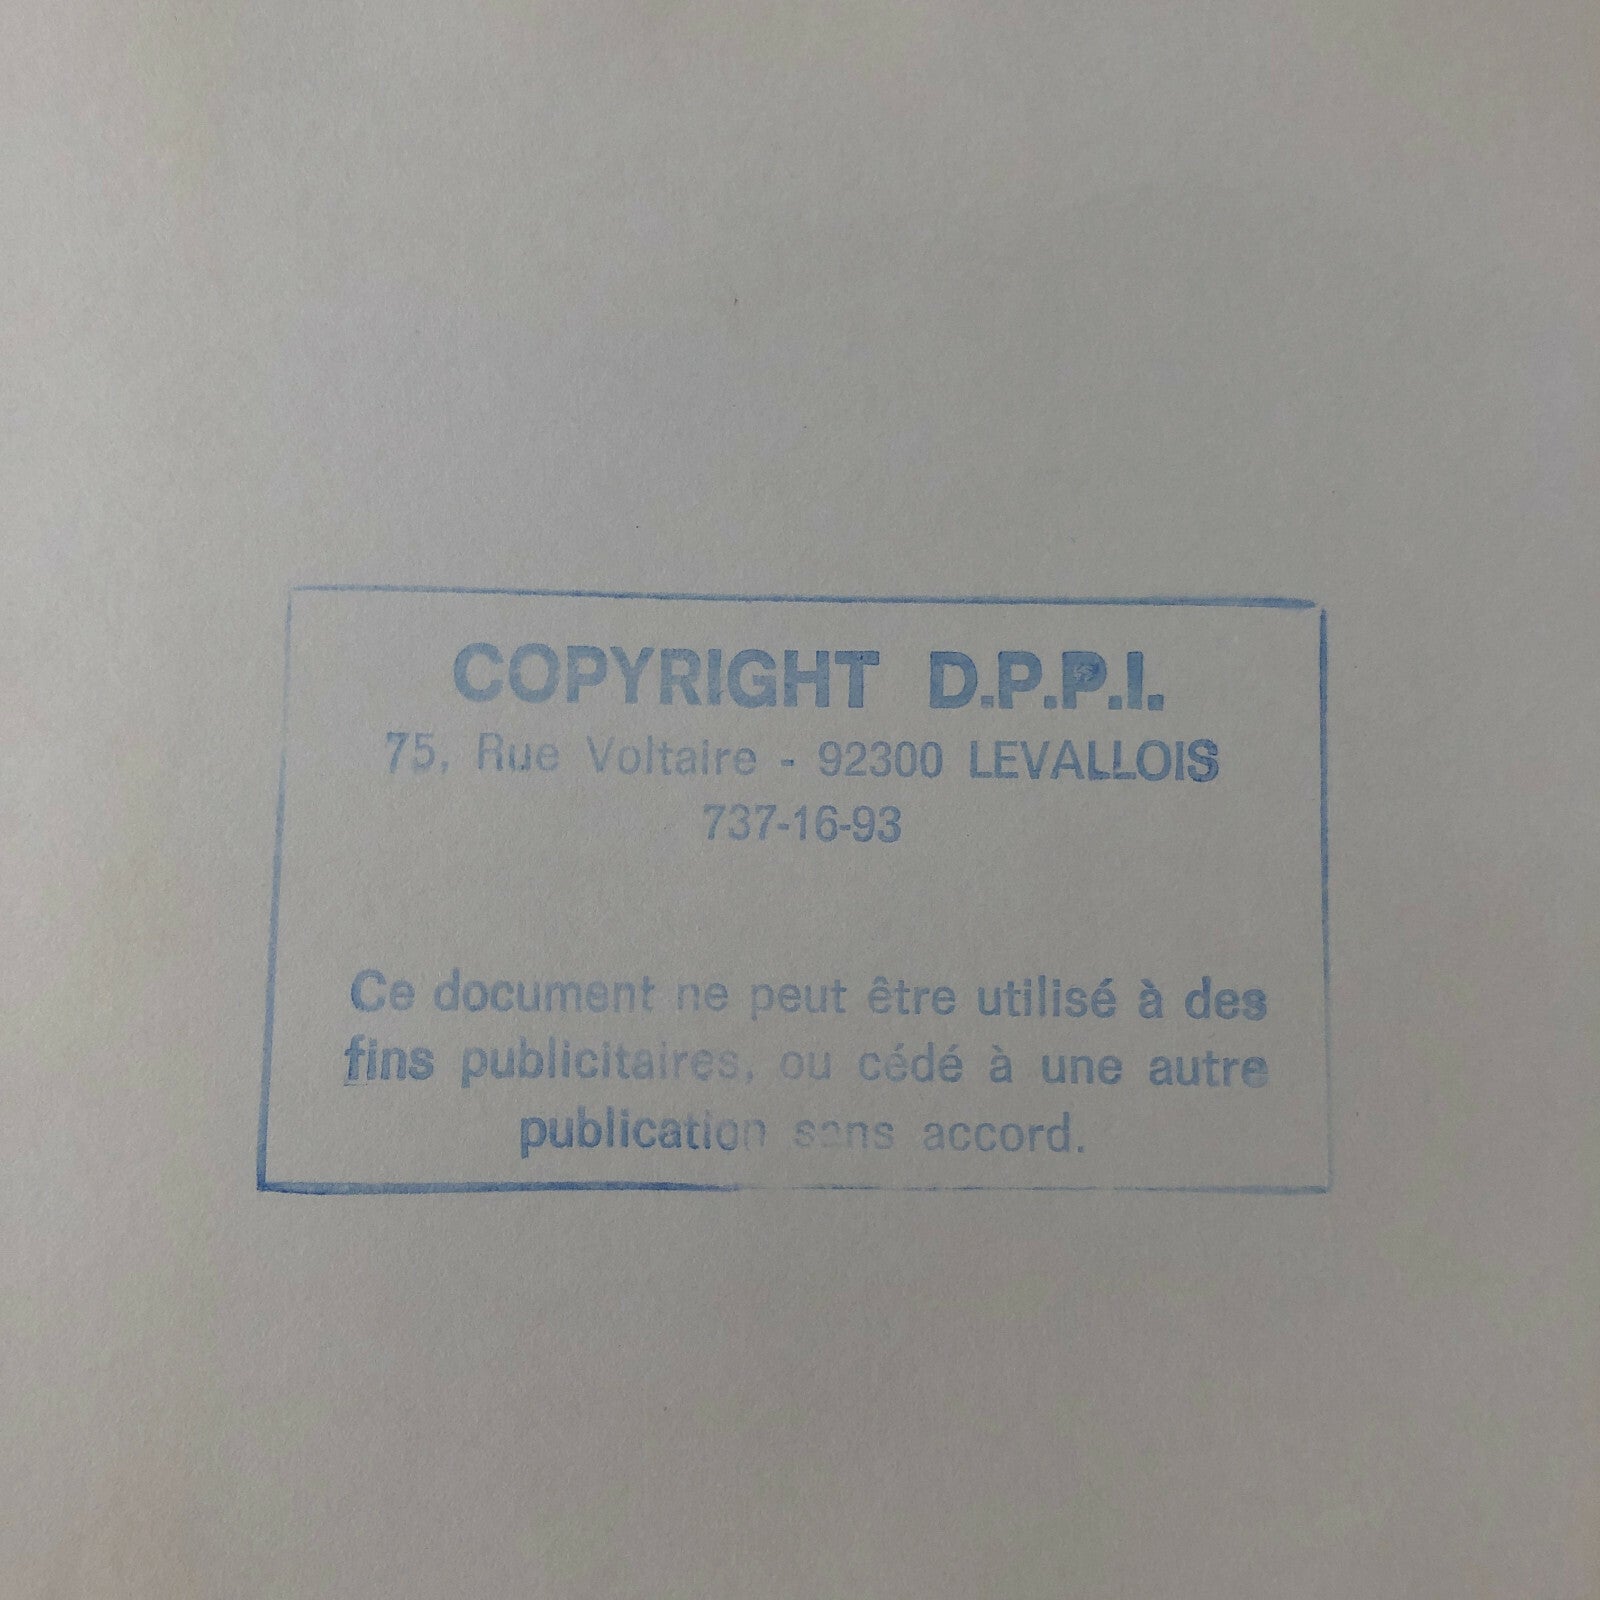 COPYRIGHT D.P.P.I.
75, Rue Voltaire - 92300 LEVALLOIS
737-16-93
Ce document ne peut être utilisé à des
fins publicitaires, ou cédé à une autre
publication sans accord.